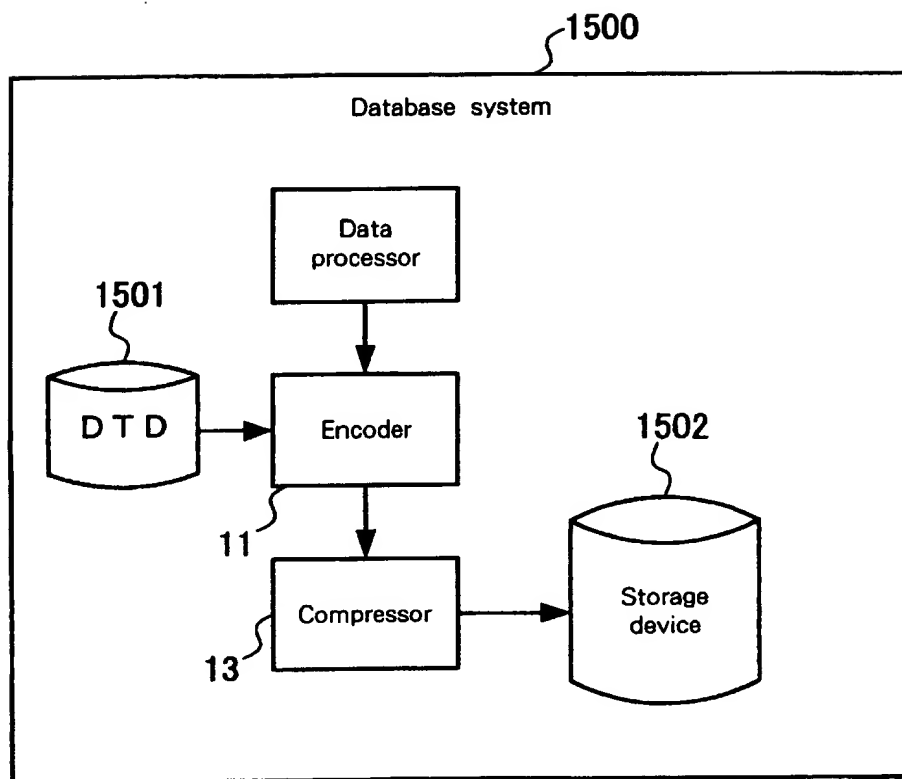 1500
Database system
Data
processor
1501
DTD
Encoder
1502
11
Compressor
Storage
device
13